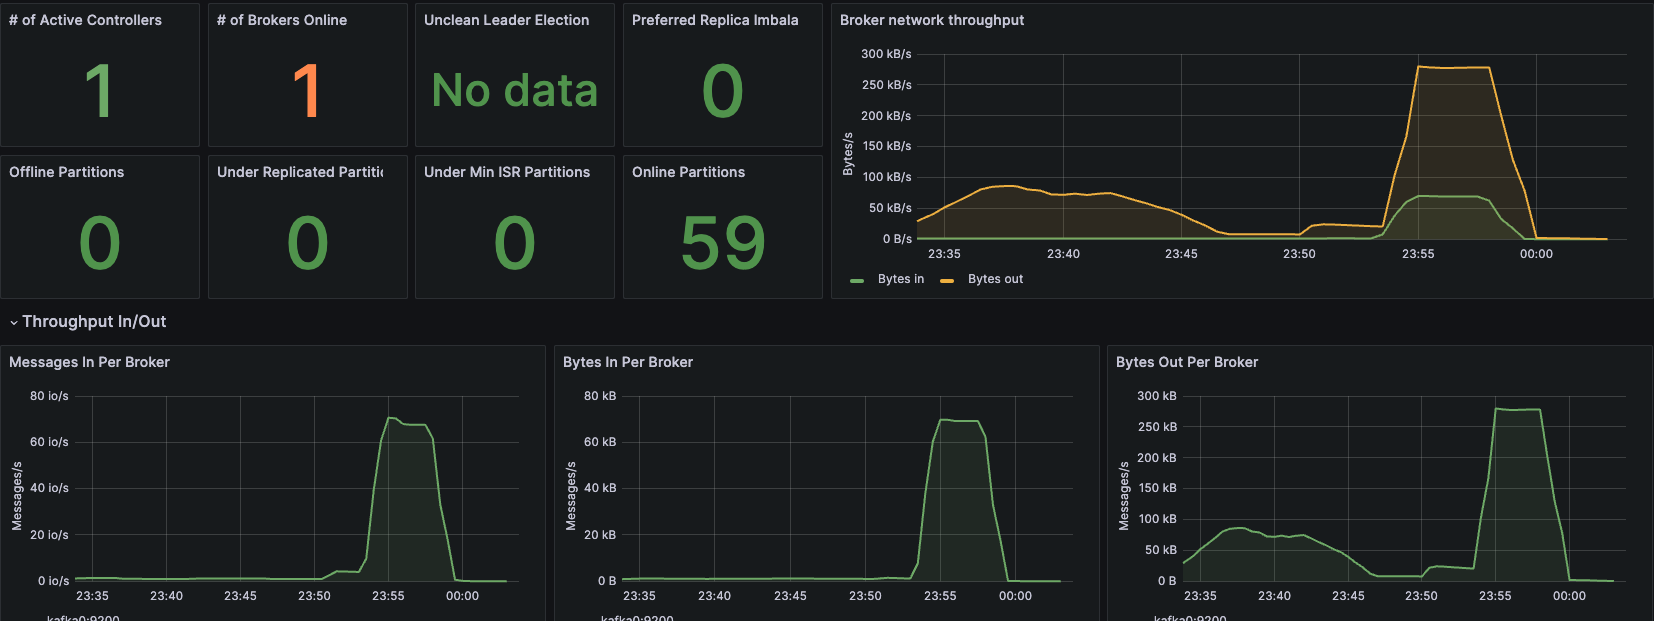 # of Active Controllers
1
# of Brokers Online
1
Unclean Leader Election
No data
Preferred Replica Imbala
0
Offline Partitions
0
Under Replicated Partitic
0
Under Min ISR Partitions
0
Online Partitions
59
Broker network throughput
Bytes/s
300 kB/s
250 kB/s
200 kB/s
150 kB/s
100 kB/s
50 kB/s
0 B/s
23:35 23:40 23:45 23:50 23:55 00:00
Bytes in Bytes out
Throughput In/Out
Messages In Per Broker
Messages/s
80 io/s
60 io/s
40 io/s
20 io/s
0 io/s
23:35 23:40 23:45 23:50 23:55 00:00
kafka0:9200
Bytes In Per Broker
Messages/s
80 kB
60 kB
40 kB
20 kB
0 B
23:35 23:40 23:45 23:50 23:55 00:00
kafka0:9200
Bytes Out Per Broker
Messages/s
300 kB
250 kB
200 kB
150 kB
100 kB
50 kB
0 B
23:35 23:40 23:45 23:50 23:55 00:00
kafka0:9200